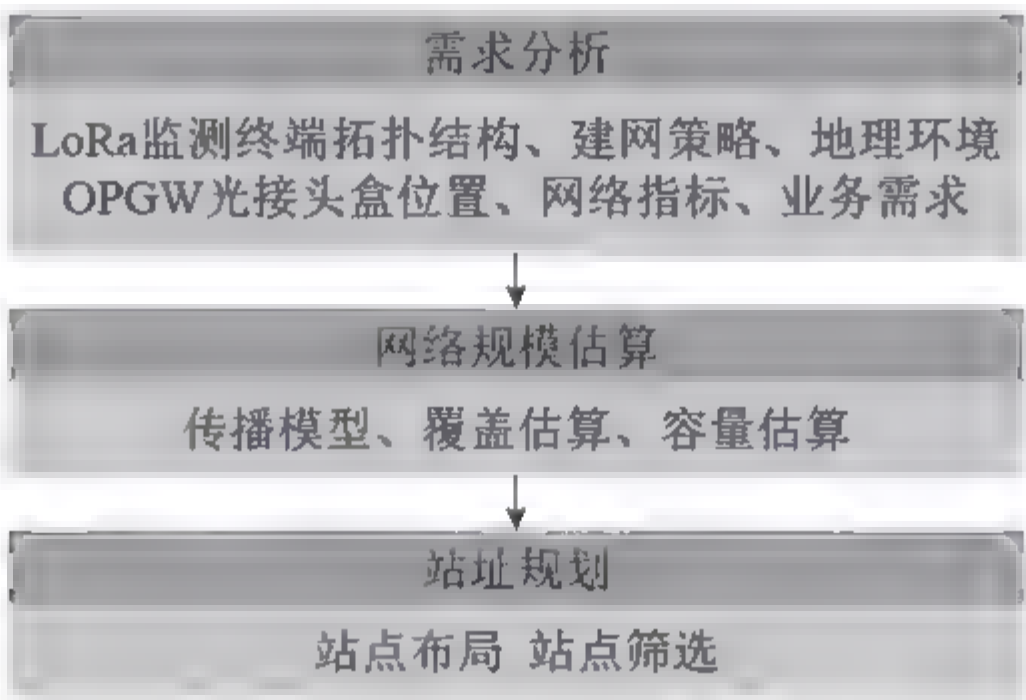 需求分析
LoRa监测终端拓扑结构、建网策略、地理环境
OPGW光接头盒位置、网络指标、业务需求
网络规模估算
传播模型、覆盖估算、容量估算
站址规划
站点布局 站点筛选